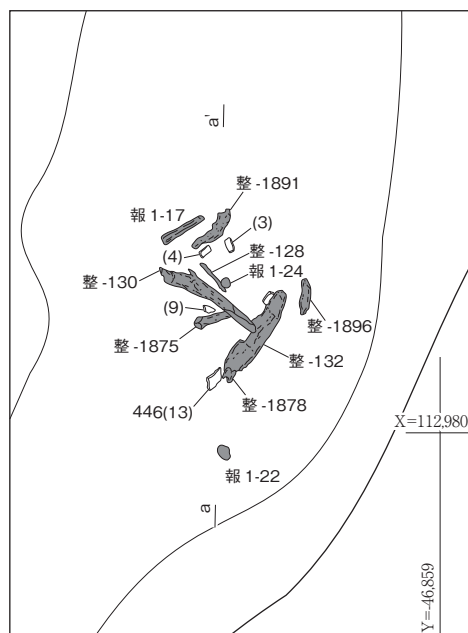 a'
整 -1891
報 1-17
(3)
(4)
整 -128
整 -130
報 1-24
(9)
整 -1896
整 -1875
整 -132
446(13)
整 -1878
X=112,980
報 1-22
a
Y=-46,859